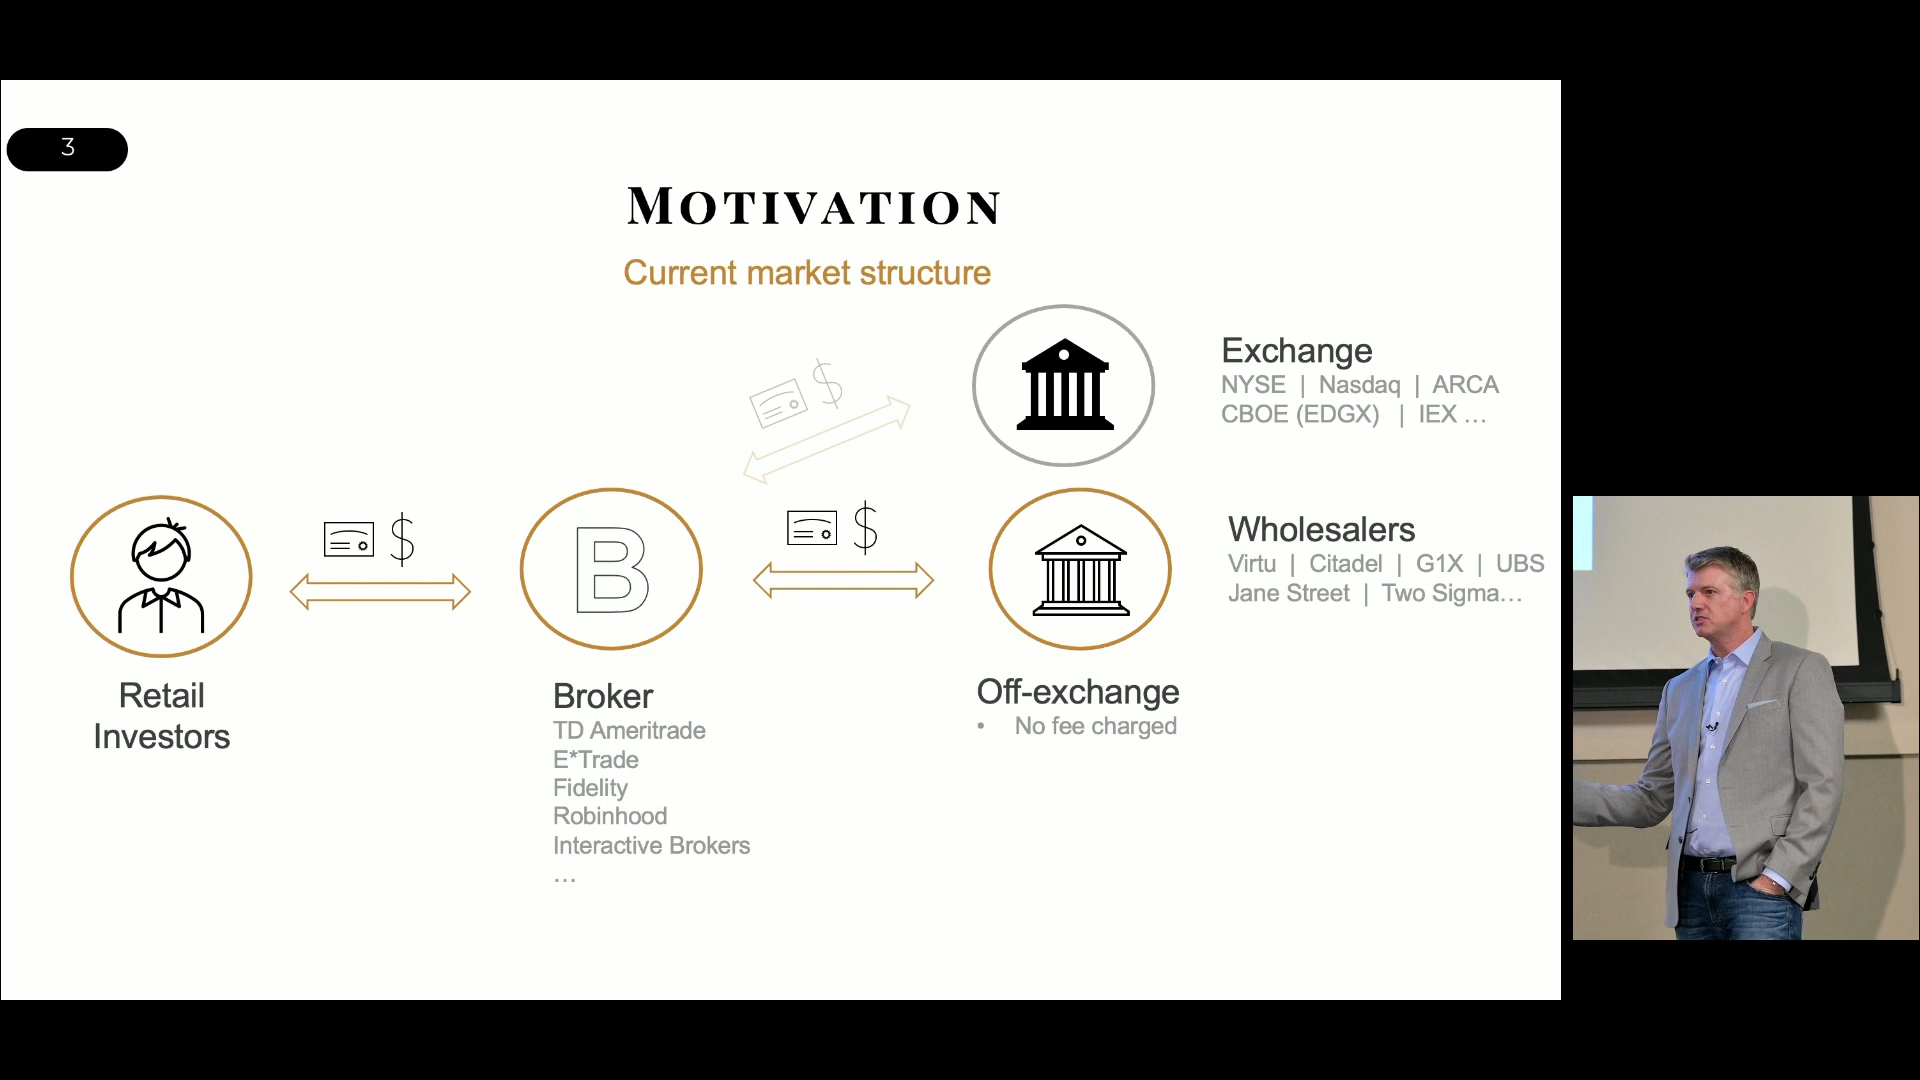 3
MOTIVATION
Current market structure
$
Exchange
NYSE | Nasdaq | ARCA
CBOE (EDGX) | IEX …
$
$
B
Wholesalers
Virtu | Citadel | G1X | UBS
Jane Street | Two Sigma…
Retail
Investors
Broker
TD Ameritrade
E*Trade
Fidelity
Robinhood
Interactive Brokers
…
Off-exchange
• No fee charged